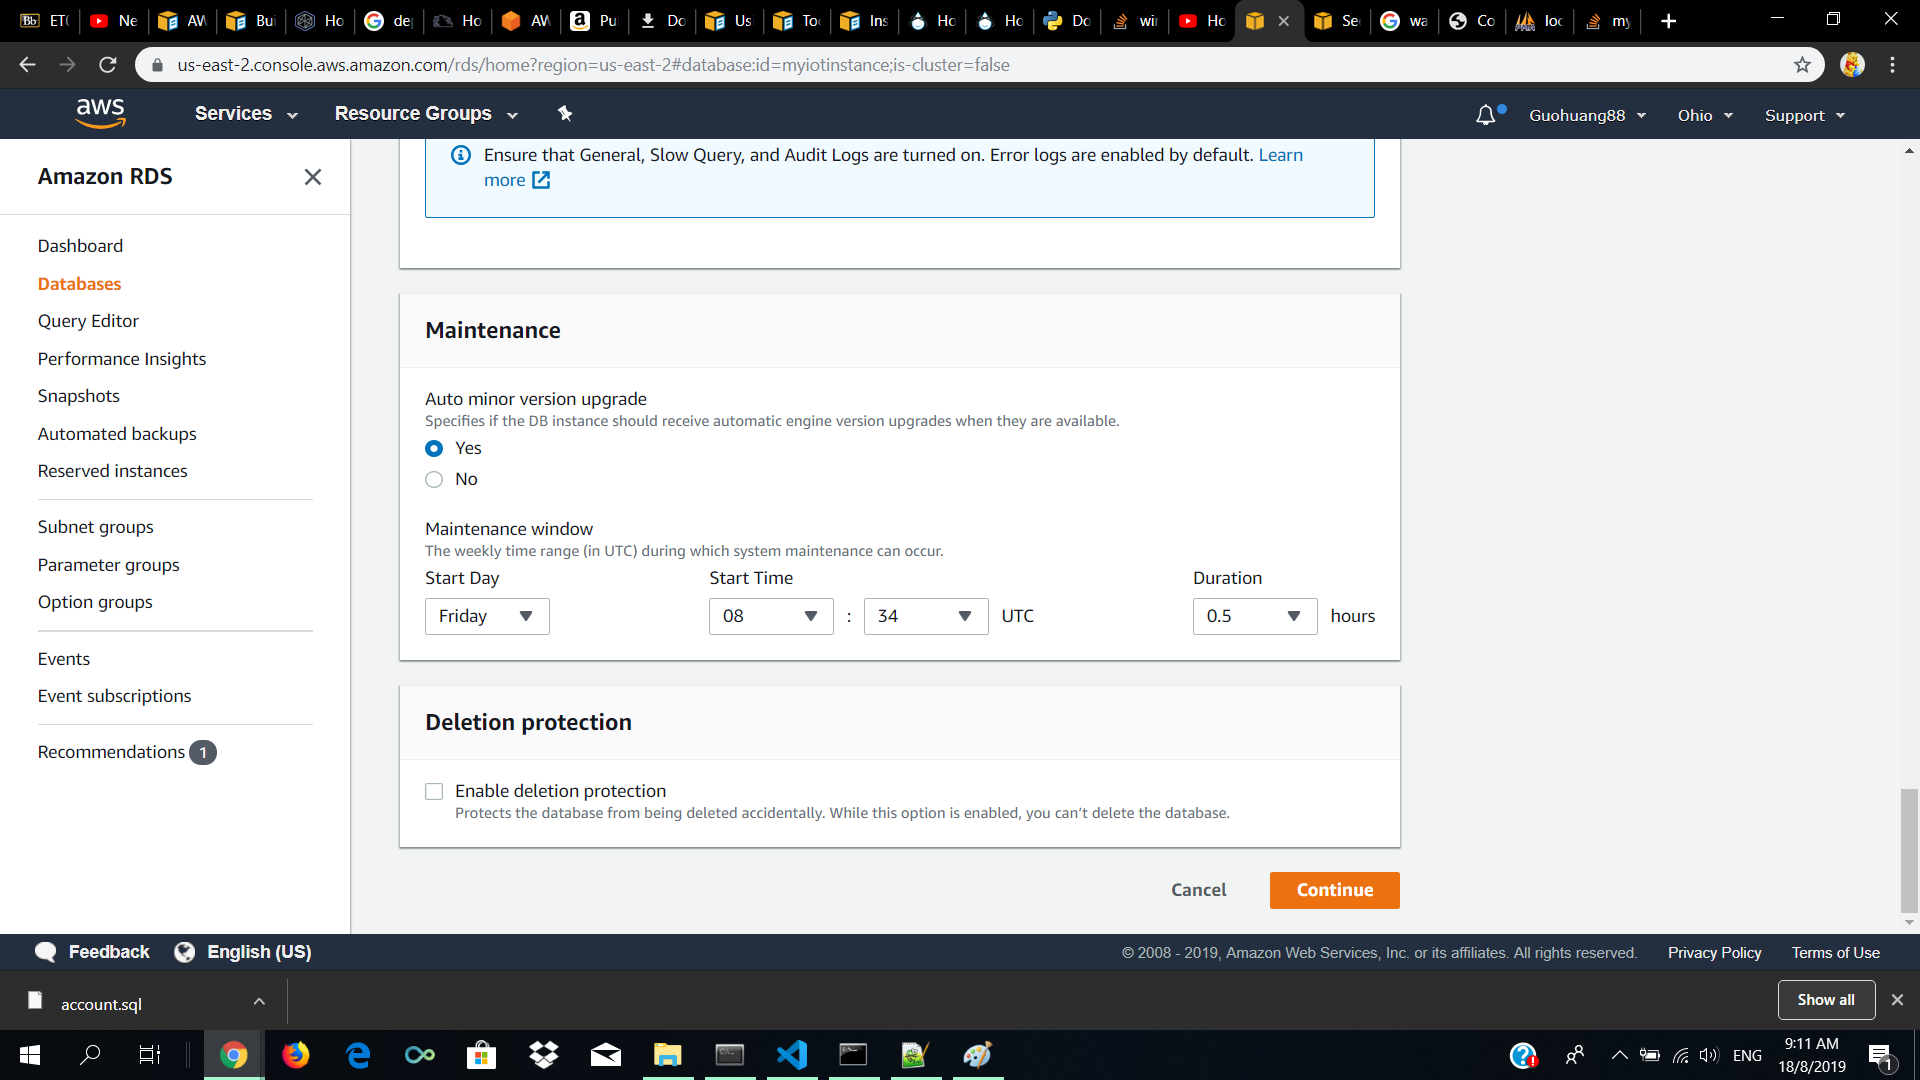 ETC
Ne
AW
Bui
Ho
dep
Ho
AW
Pu
Do
Us
Too
Ins
Ho
Ho
Do
wir
Ho
Se
wa
Co
loc
my
us-east-2.console.aws.amazon.com/rds/home?region=us-east-2#database:id=myiotinstance;is-cluster=false
aws
Services
Resource Groups
Guohuang88
Ohio
Support
Amazon RDS
Dashboard
Databases
Query Editor
Performance Insights
Snapshots
Automated backups
Reserved instances
Subnet groups
Parameter groups
Option groups
Events
Event subscriptions
Recommendations 1
Ensure that General, Slow Query, and Audit Logs are turned on. Error logs are enabled by default. Learn
more
Maintenance
Auto minor version upgrade
Specifies if the DB instance should receive automatic engine version upgrades when they are available.
Yes
No
Maintenance window
The weekly time range (in UTC) during which system maintenance can occur.
Start Day Start Time Duration
Friday 08 : 34 UTC 0.5 hours
Deletion protection
Enable deletion protection
Protects the database from being deleted accidentally. While this option is enabled, you can't delete the database.
Cancel Continue
Feedback English (US)
© 2008 - 2019, Amazon Web Services, Inc. or its affiliates. All rights reserved. Privacy Policy Terms of Use
account.sql
Show all
ENG
9:11 AM
18/8/2019
1